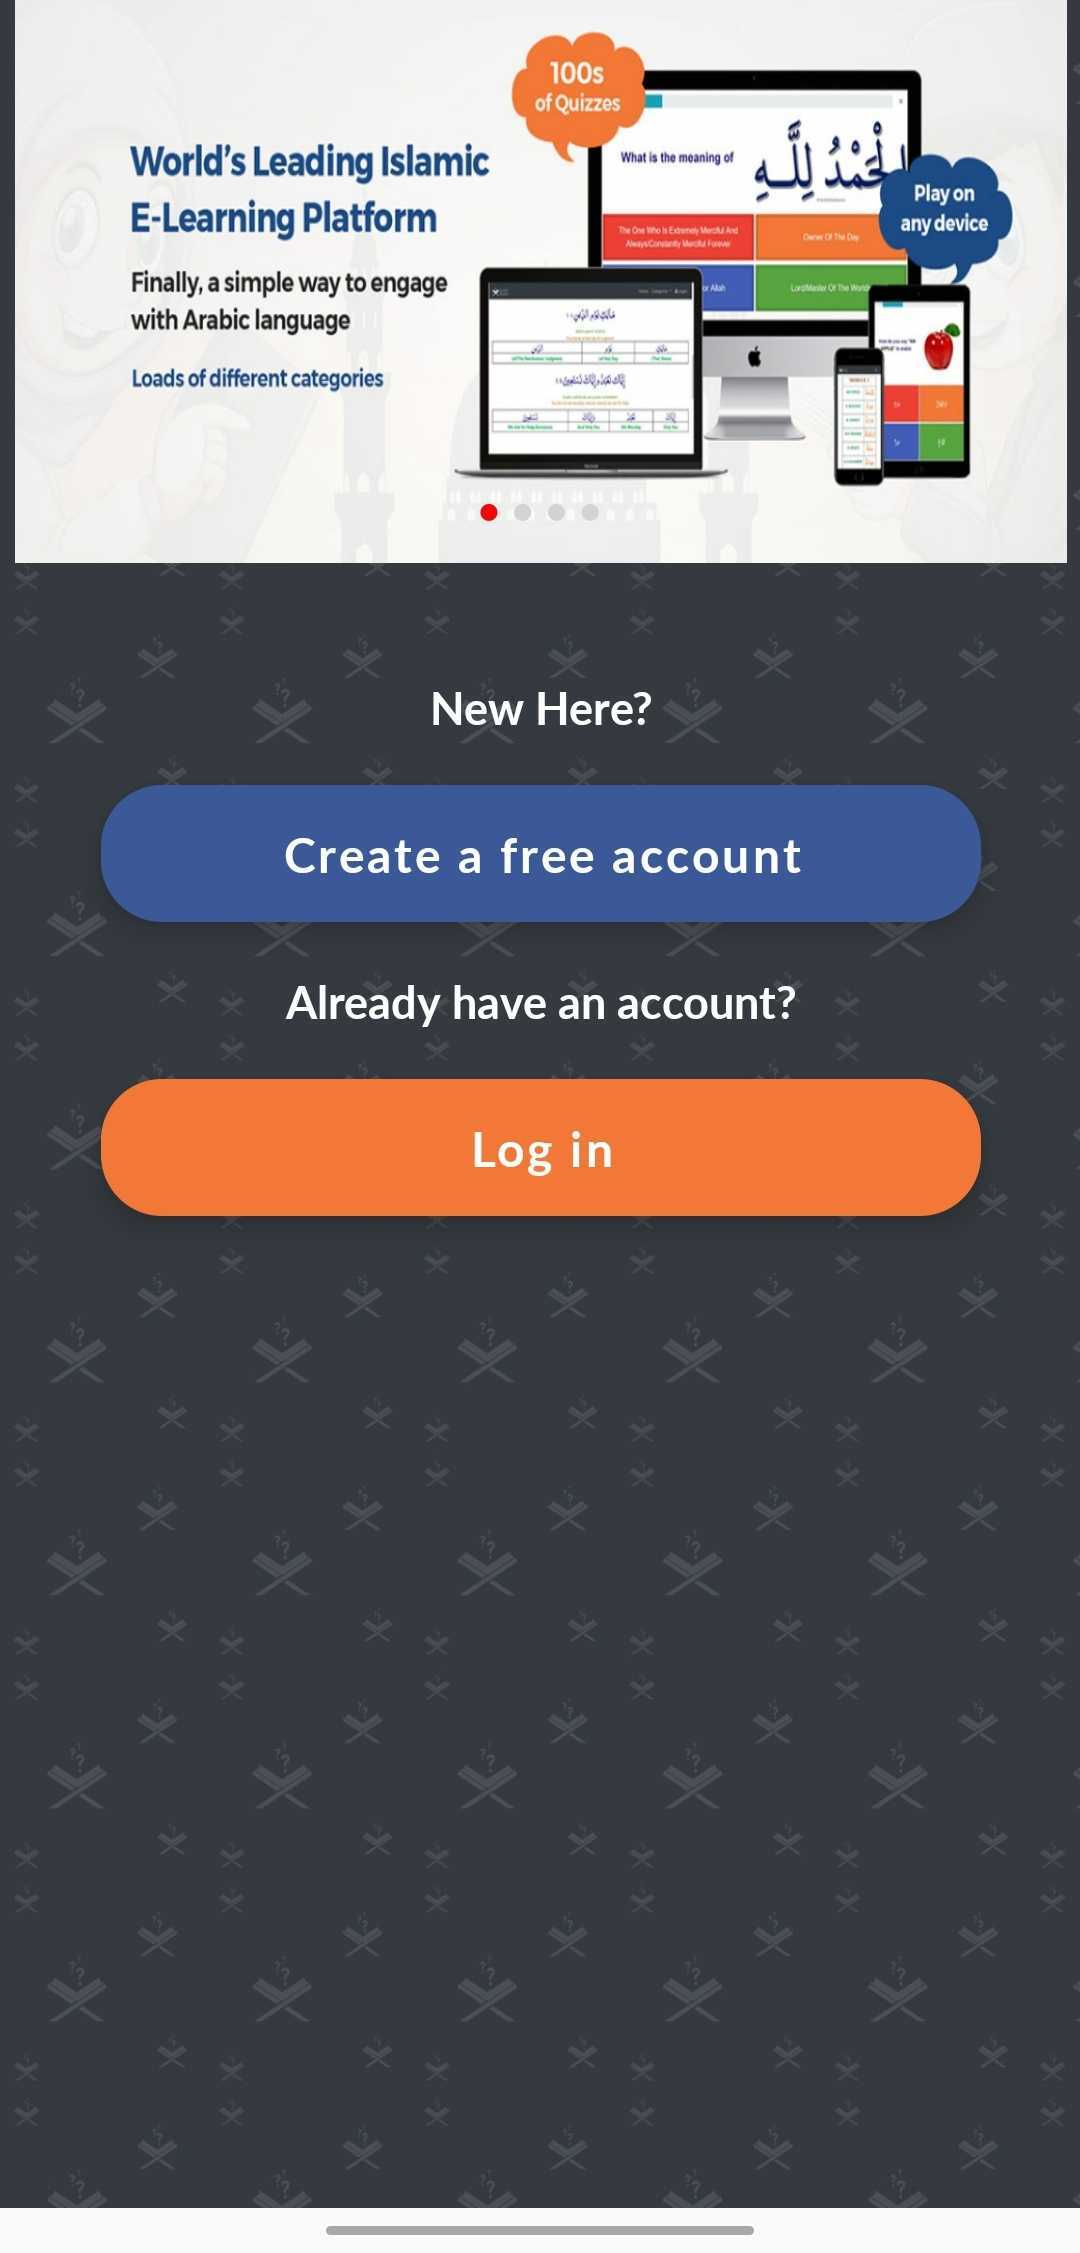 100s
of Quizzes
World's Leading Islamic
E-Learning Platform
Finally, a simple way to engage
with Arabic language
Loads of different categories
What is the meaning of
الْحَمْدُ لِلَّهِ
Play on
any device
The One Who Is Extremely Merciful And
Always/Constantly Merciful Forever
Owner Of The Day
or Allah
Lord/Master Of The Worlds
New Here?
Create a free account
Already have an account?
Log in